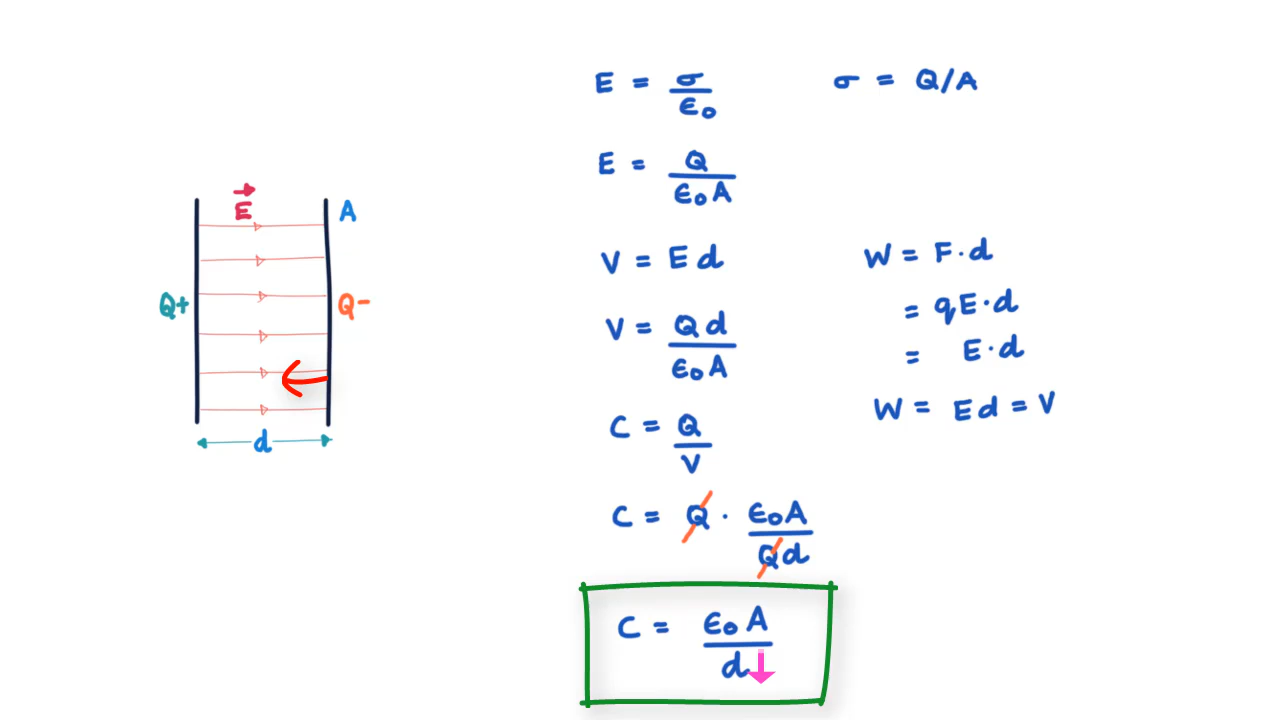 E⃗
A
Q+
Q-
d
E = σ/ε₀
σ = Q/A
E = Q/ε₀A
V = Ed
V = Qd/ε₀A
C = Q/V
C = Q · ε₀A/Qd
C = ε₀A/d
W = F·d
= qE·d
= E·d
W = Ed = V